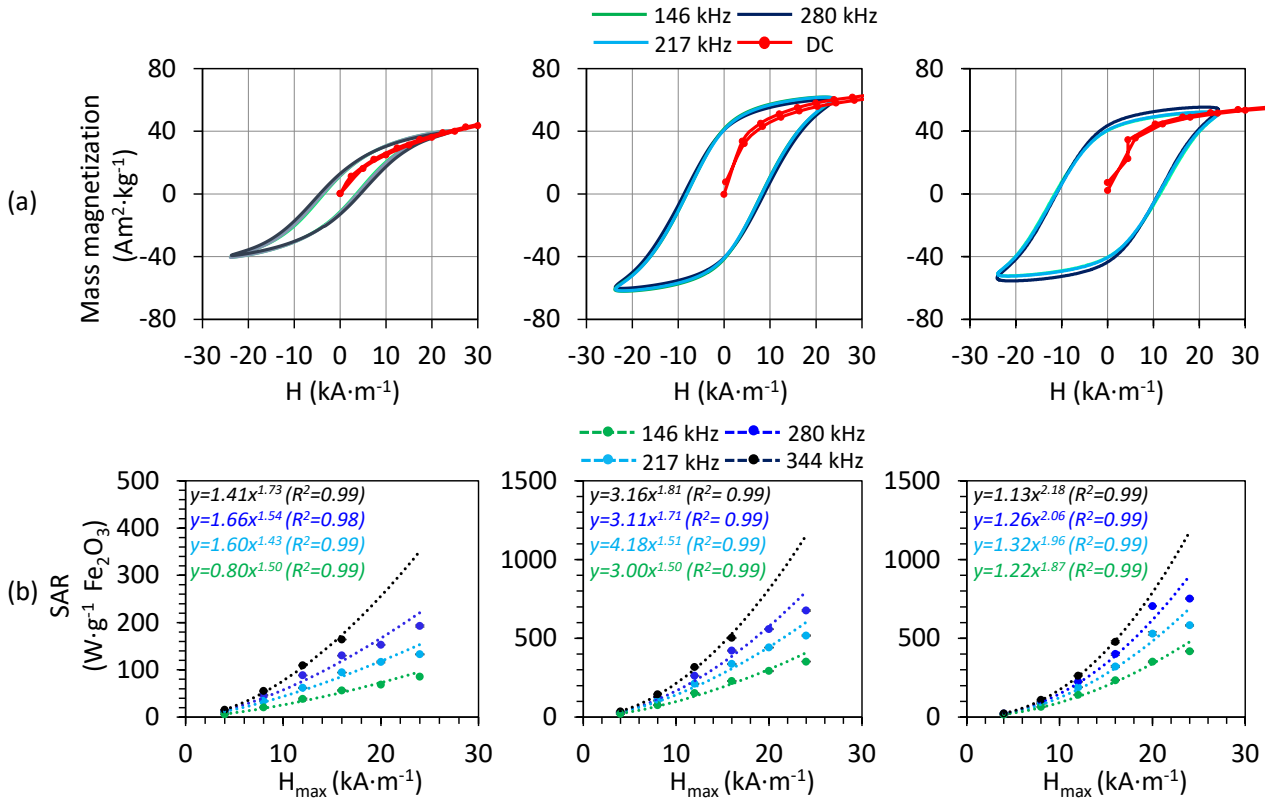 146 kHz 280 kHz
217 kHz DC
(a)
Mass magnetization
(Am²·kg⁻¹)
80
40
0
-40
-80
-30 -20 -10 0 10 20 30
H (kA·m⁻¹)
80
40
0
-40
-80
-30 -20 -10 0 10 20 30
H (kA·m⁻¹)
80
40
0
-40
-80
-30 -20 -10 0 10 20 30
H (kA·m⁻¹)
146 kHz 280 kHz
217 kHz 344 kHz
(b)
SAR
(W·g⁻¹ Fe₂O₃)
500
400
300
200
100
0
y=1.41x^1.73 (R²=0.99)
y=1.66x^1.54 (R²=0.98)
y=1.60x^1.43 (R²=0.99)
y=0.80x^1.50 (R²=0.99)
0 10 20 30
H_max (kA·m⁻¹)
1500
1000
500
0
y=3.16x^1.81 (R²= 0.99)
y=3.11x^1.71 (R²= 0.99)
y=4.18x^1.51 (R²=0.99)
y=3.00x^1.50 (R²=0.99)
0 10 20 30
H_max (kA·m⁻¹)
1500
1000
500
0
y=1.13x^2.18 (R²=0.99)
y=1.26x^2.06 (R²=0.99)
y=1.32x^1.96 (R²=0.99)
y=1.22x^1.87 (R²=0.99)
0 10 20 30
H_max (kA·m⁻¹)